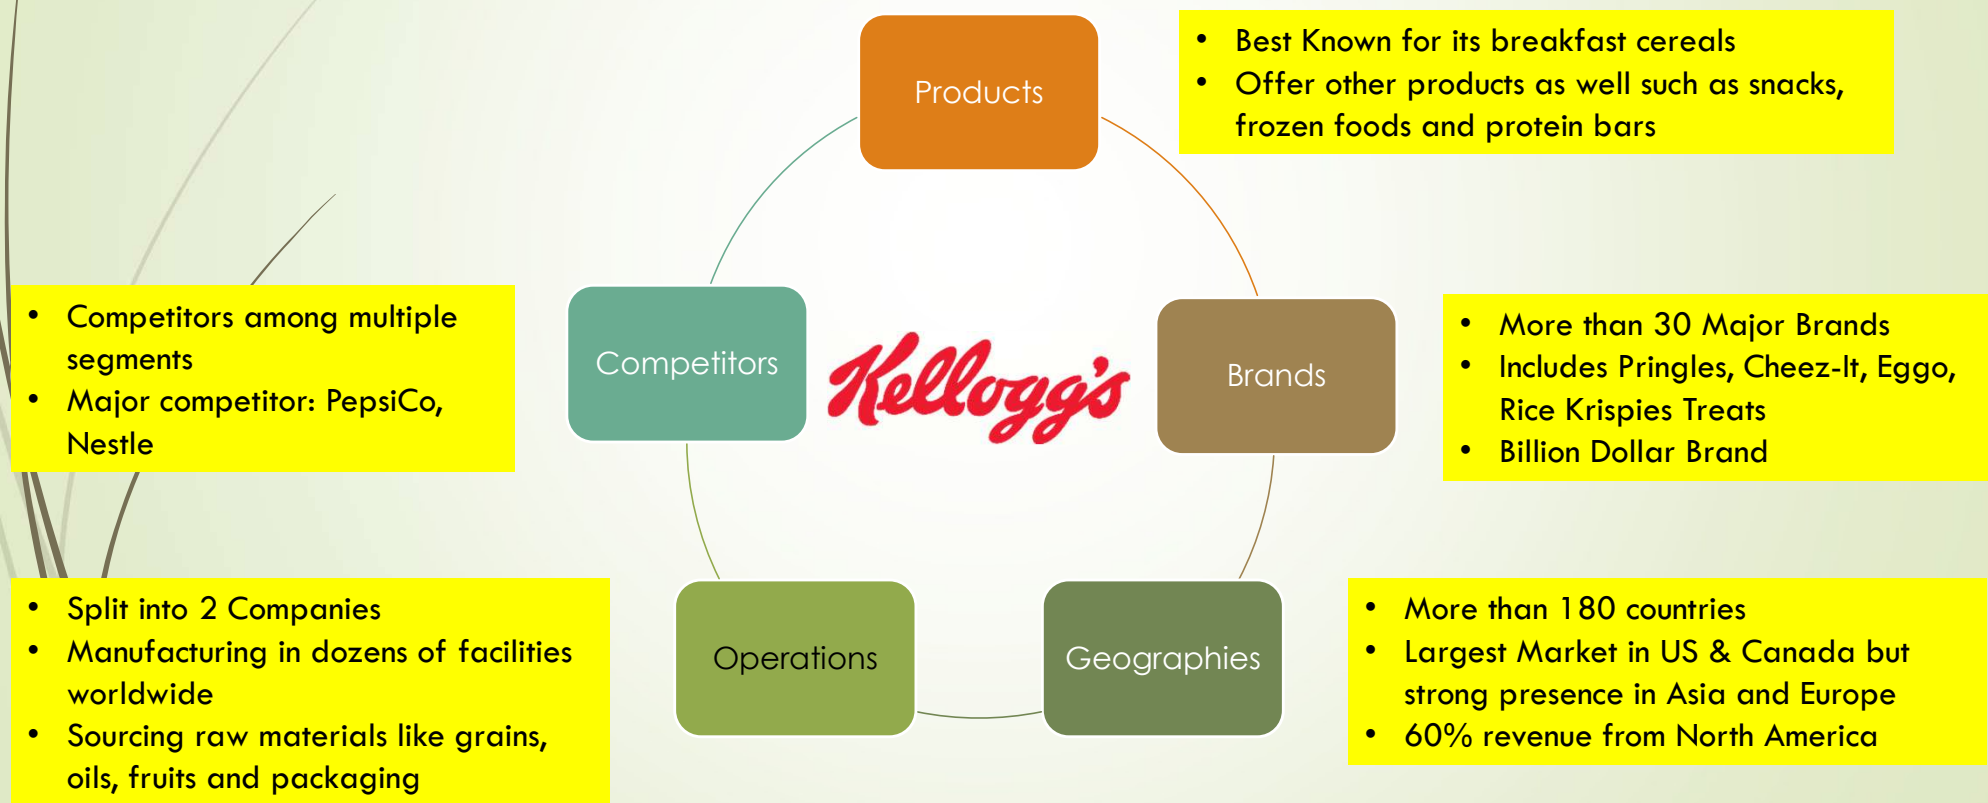 Products
• Best Known for its breakfast cereals
• Offer other products as well such as snacks,
frozen foods and protein bars
Competitors
• Competitors among multiple
segments
• Major competitor: PepsiCo,
Nestle
Kellogg's
Brands
• More than 30 Major Brands
• Includes Pringles, Cheez-It, Eggo,
Rice Krispies Treats
• Billion Dollar Brand
Operations
• Split into 2 Companies
• Manufacturing in dozens of facilities
worldwide
• Sourcing raw materials like grains,
oils, fruits and packaging
Geographies
• More than 180 countries
• Largest Market in US & Canada but
strong presence in Asia and Europe
• 60% revenue from North America